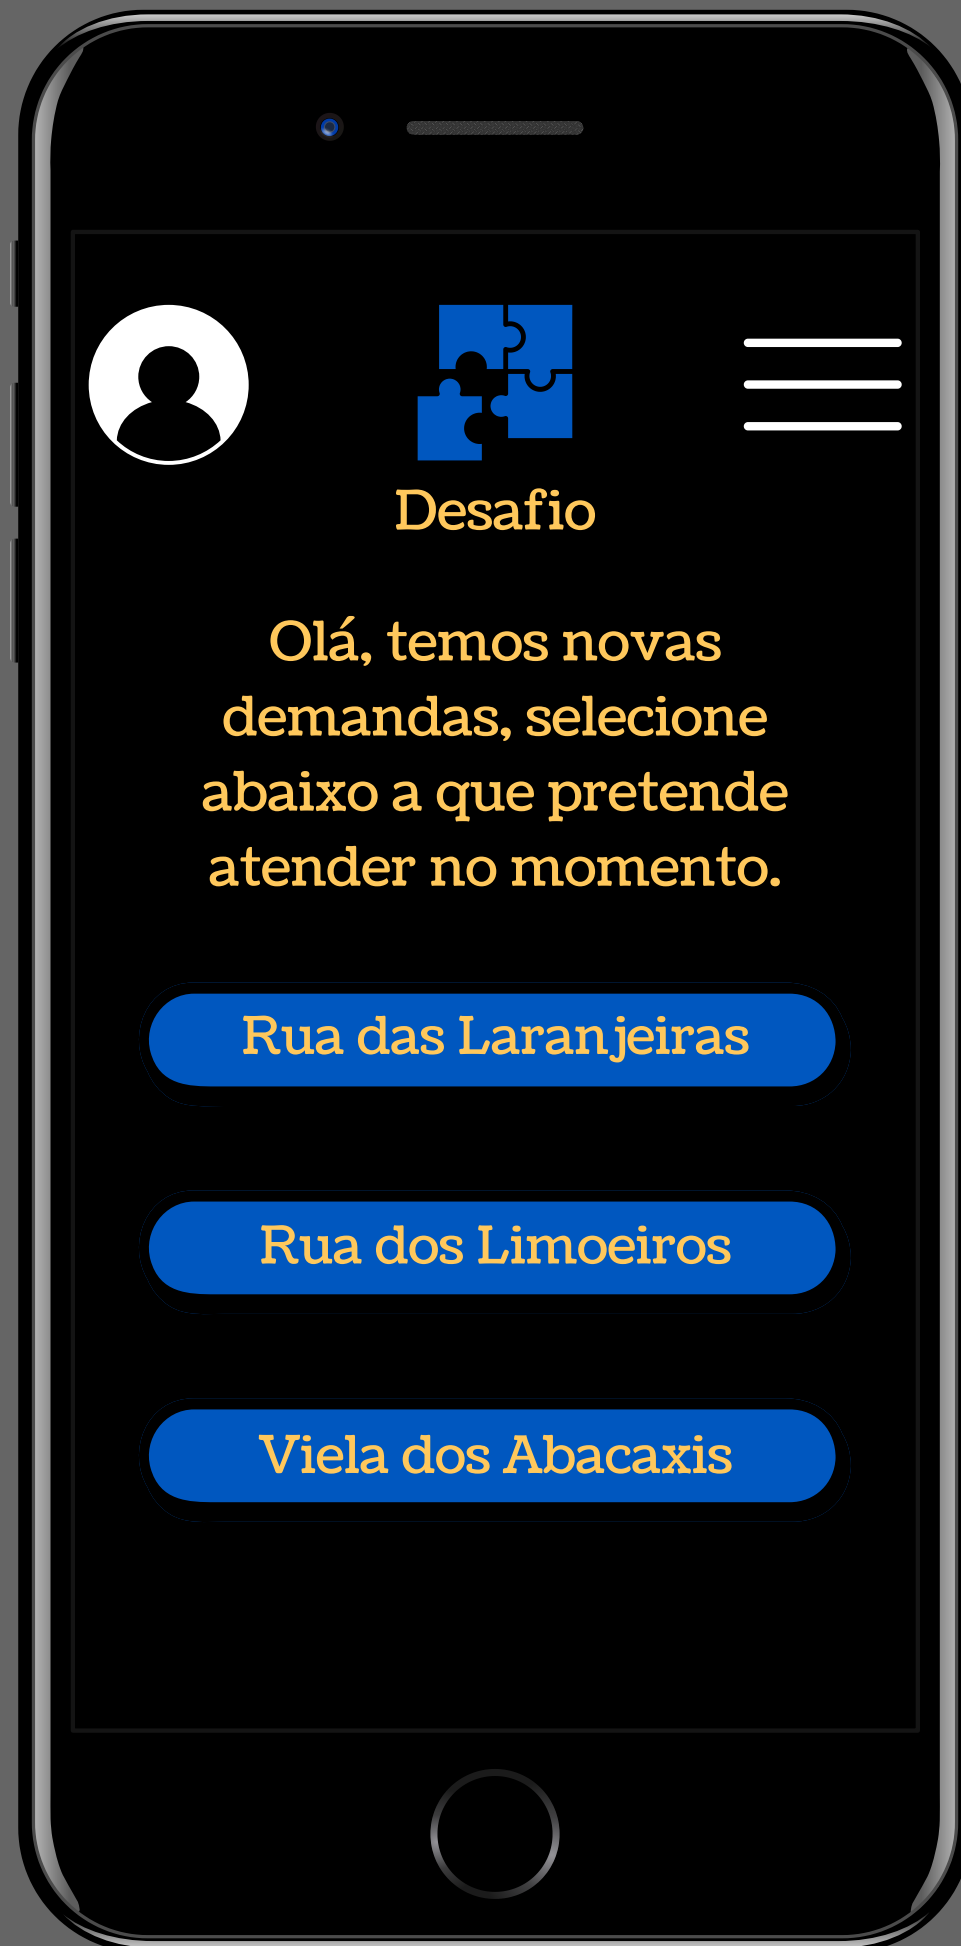 Desafio
Olá, temos novas
demandas, selecione
abaixo a que pretende
atender no momento.
Rua das Laranjeiras
Rua dos Limoeiros
Viela dos Abacaxis